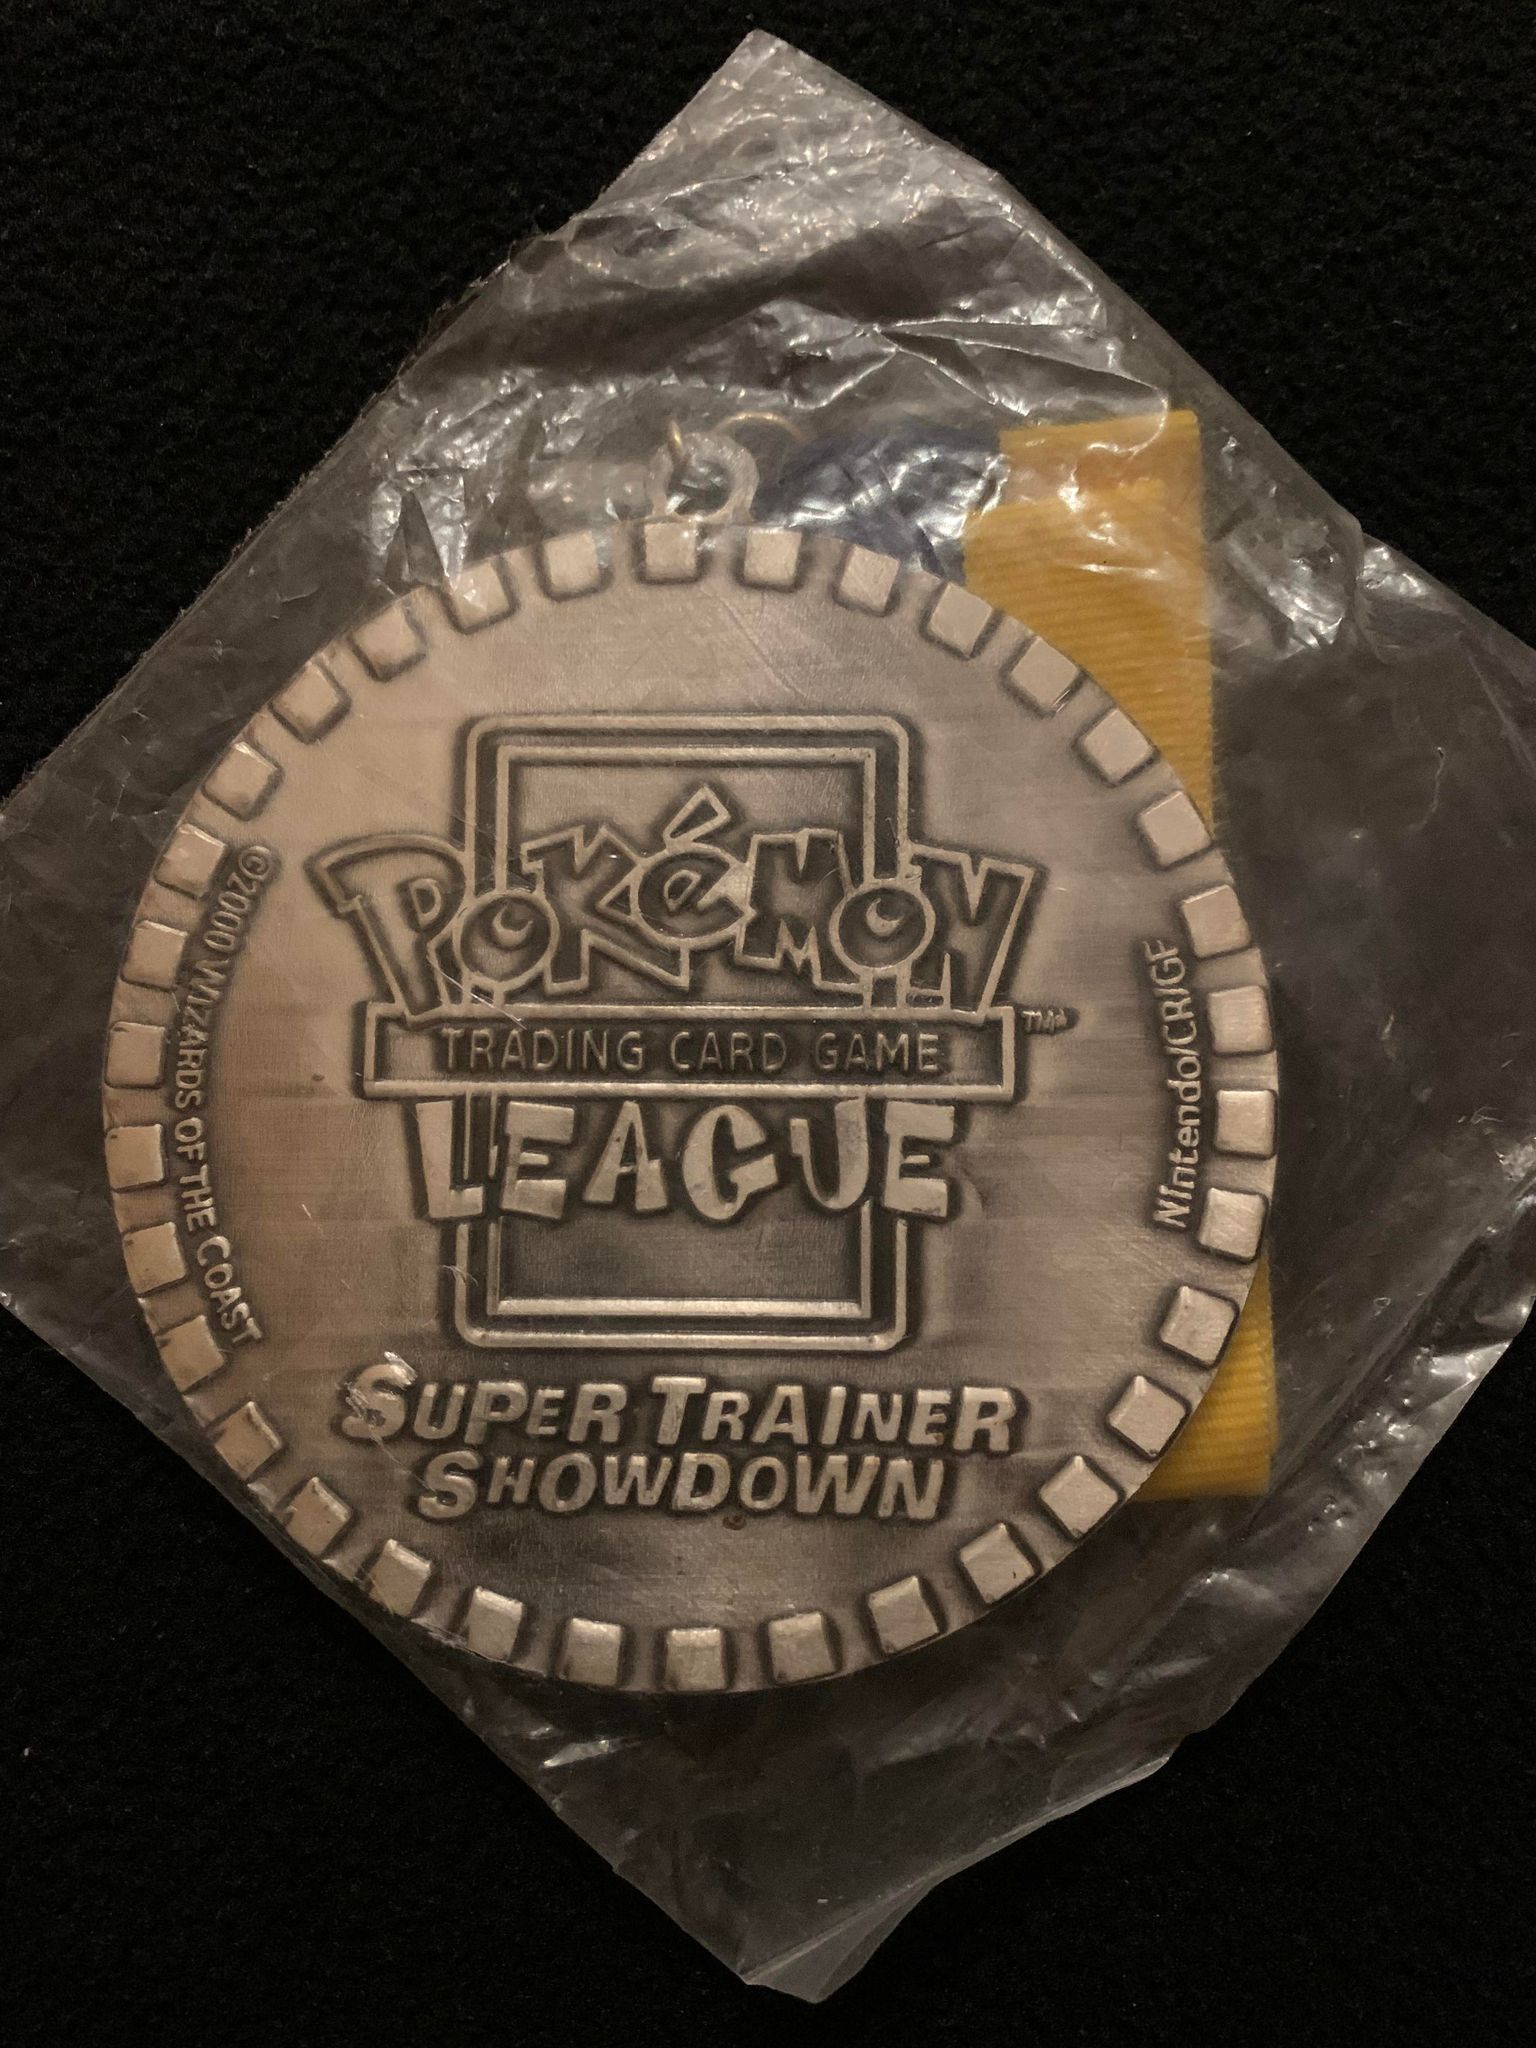 POKéMON
TRADING CARD GAME
LEAGUE
™
SUPER TRAINER
SHOWDOWN
©2000 WIZARDS OF THE COAST
Nintendo/CR/GF